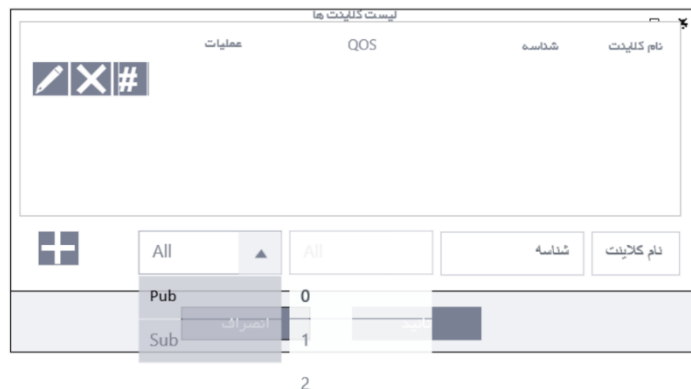 لیست کلاینت ها
نام کلاینت شناسه QOS عملیات
#
نام کلاینت شناسه All All
Pub 0
تائید انصراف
Sub 1
2